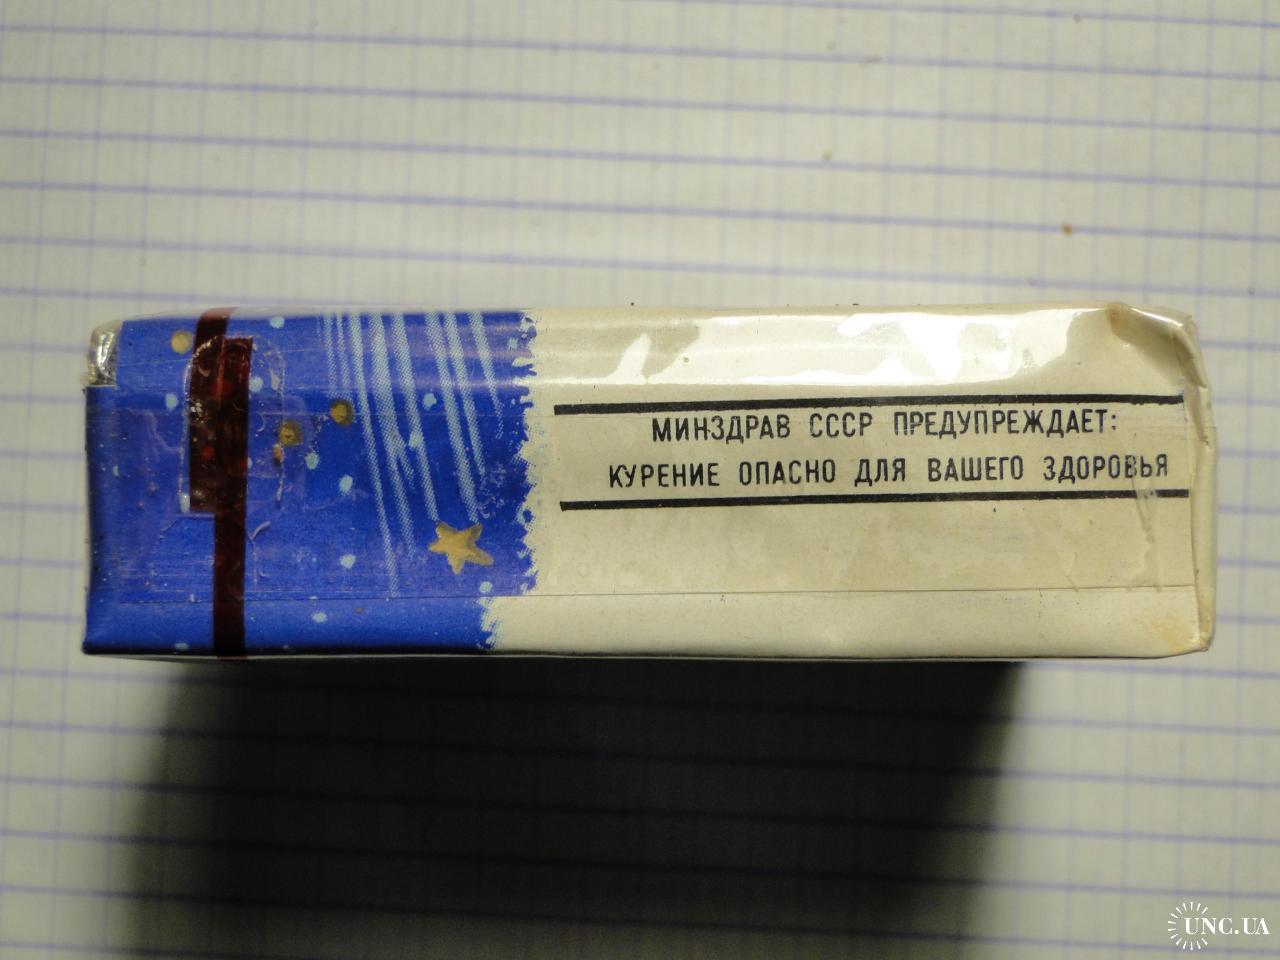 МИНЗДРАВ СССР ПРЕДУПРЕЖДАЕТ:
КУРЕНИЕ ОПАСНО ДЛЯ ВАШЕГО ЗДОРОВЬЯ
UNC.UA